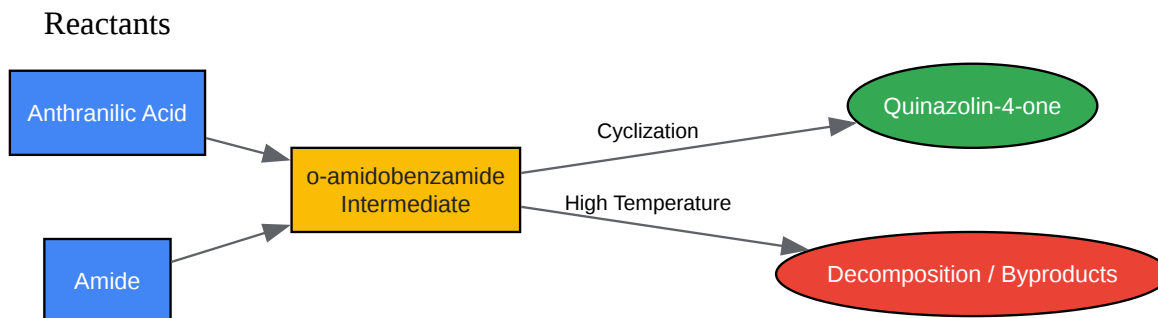 Reactants
Anthranilic Acid
Amide
o-amidobenzamide
Intermediate
Cyclization
High Temperature
Quinazolin-4-one
Decomposition / Byproducts